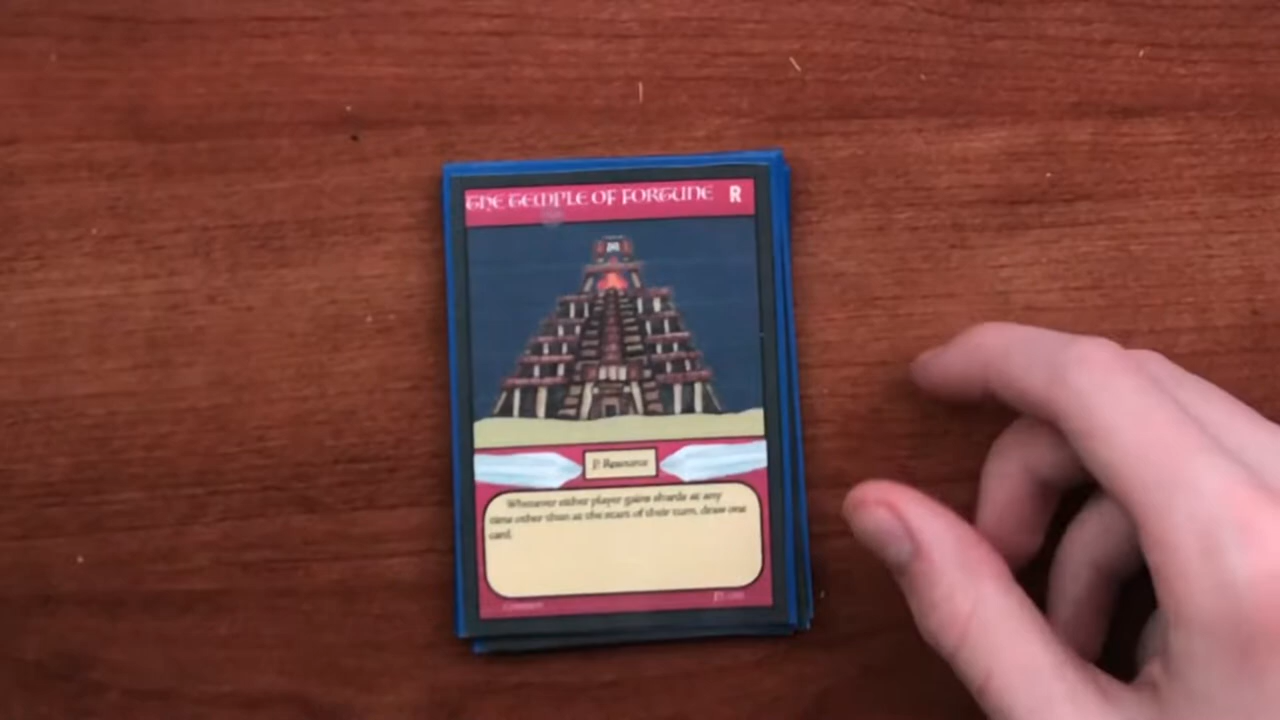 THE TEMPLE OF FORTUNE R
Resource
Whenever either player gains shards at any
time other than at the start of their turn, draw one
card.